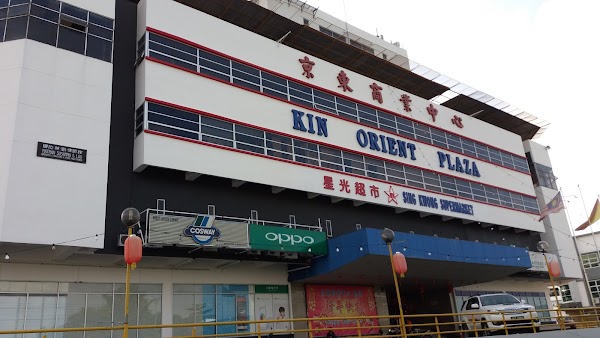 京東商業中心
KIN ORIENT PLAZA
星光超市 SING KWONG SUPERMARKET
COSWAY
oppo